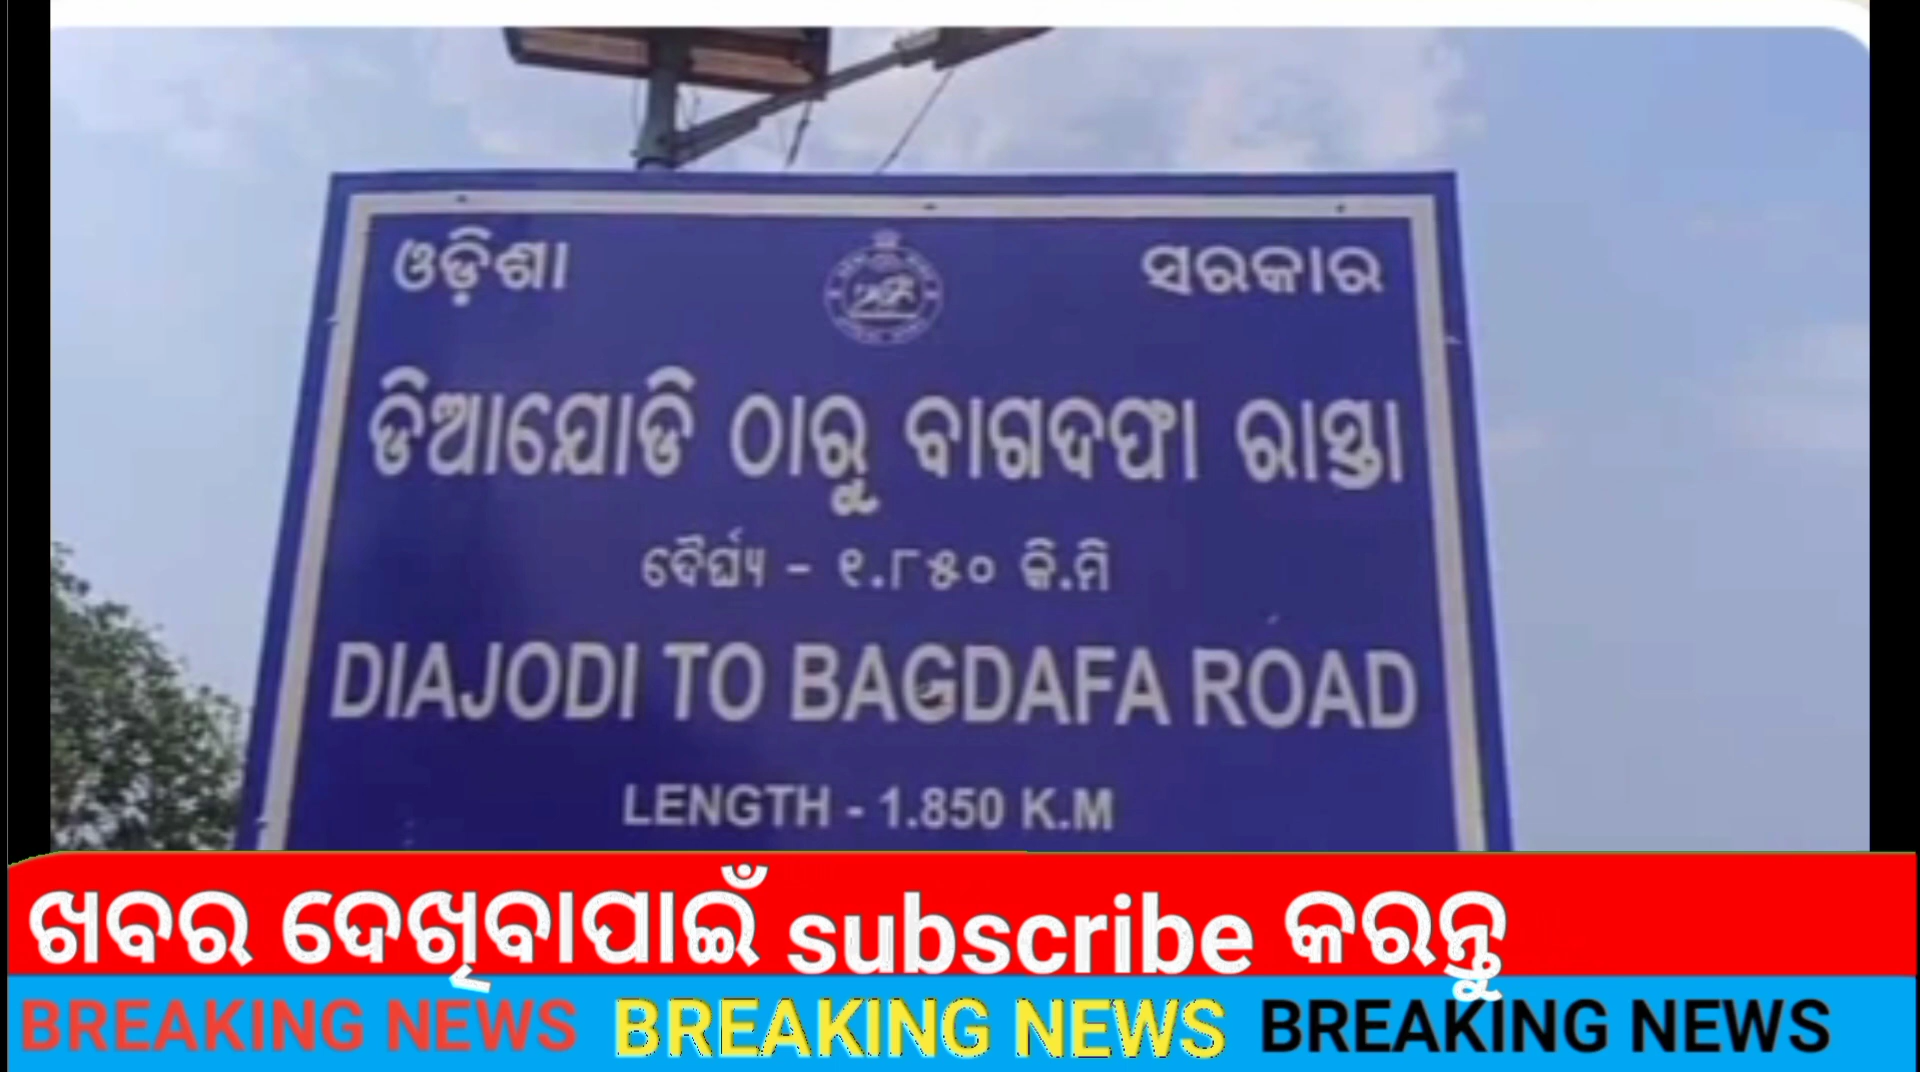 ଓଡ଼ିଶା ସରକାର
ଡିଆଯୋଡି ଠାରୁ ବାଗଦଫା ରାସ୍ତା
ଦୈର୍ଘ୍ୟ - ୧.୮୫୦ କି.ମି
DIAJODI TO BAGDAFA ROAD
LENGTH - 1.850 K.M
ଖବର ଦେଖିବାପାଇଁ subscribe କରନ୍ତୁ
BREAKING NEWS BREAKING NEWS BREAKING NEWS